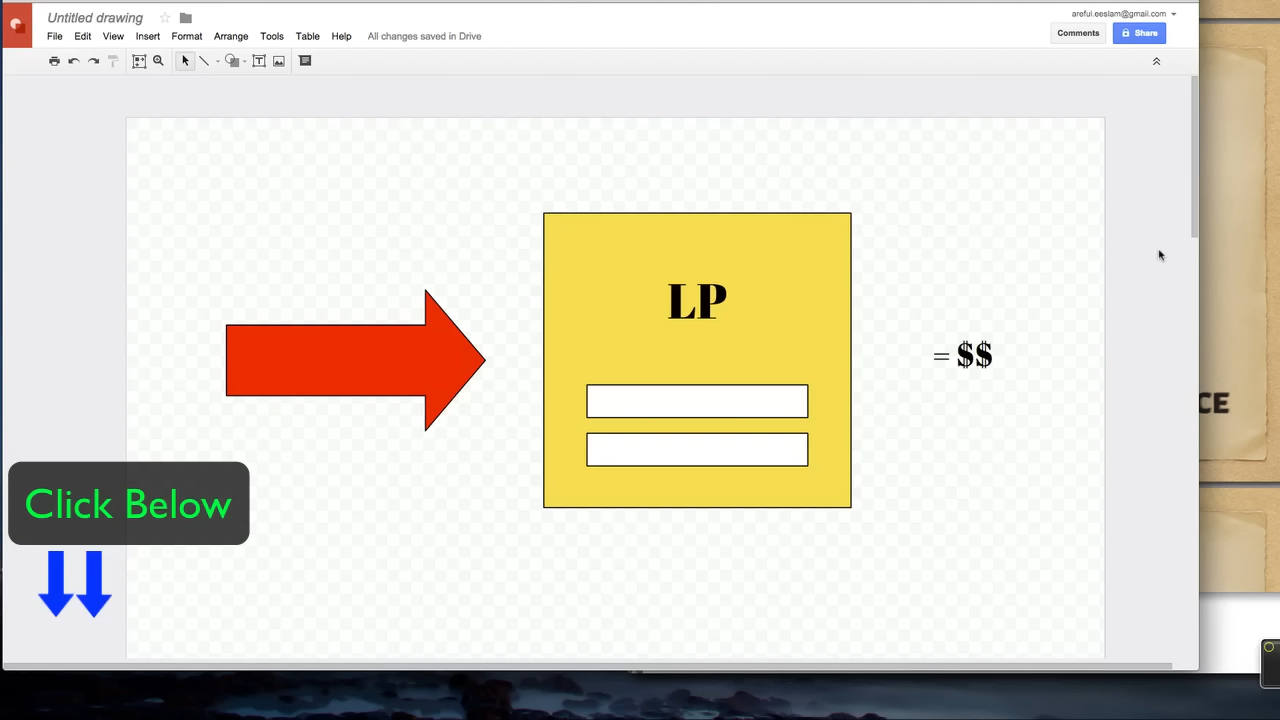 Untitled drawing
areful.eeslam@gmail.com
File Edit View Insert Format Arrange Tools Table Help All changes saved in Drive
Comments Share
LP
= $$
CE
Click Below